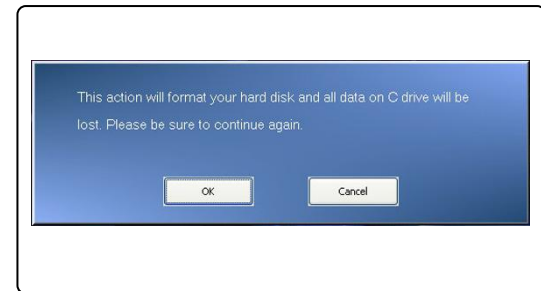 This action will format your hard disk and all data on C drive will be
lost. Please be sure to continue again.
OK
Cancel